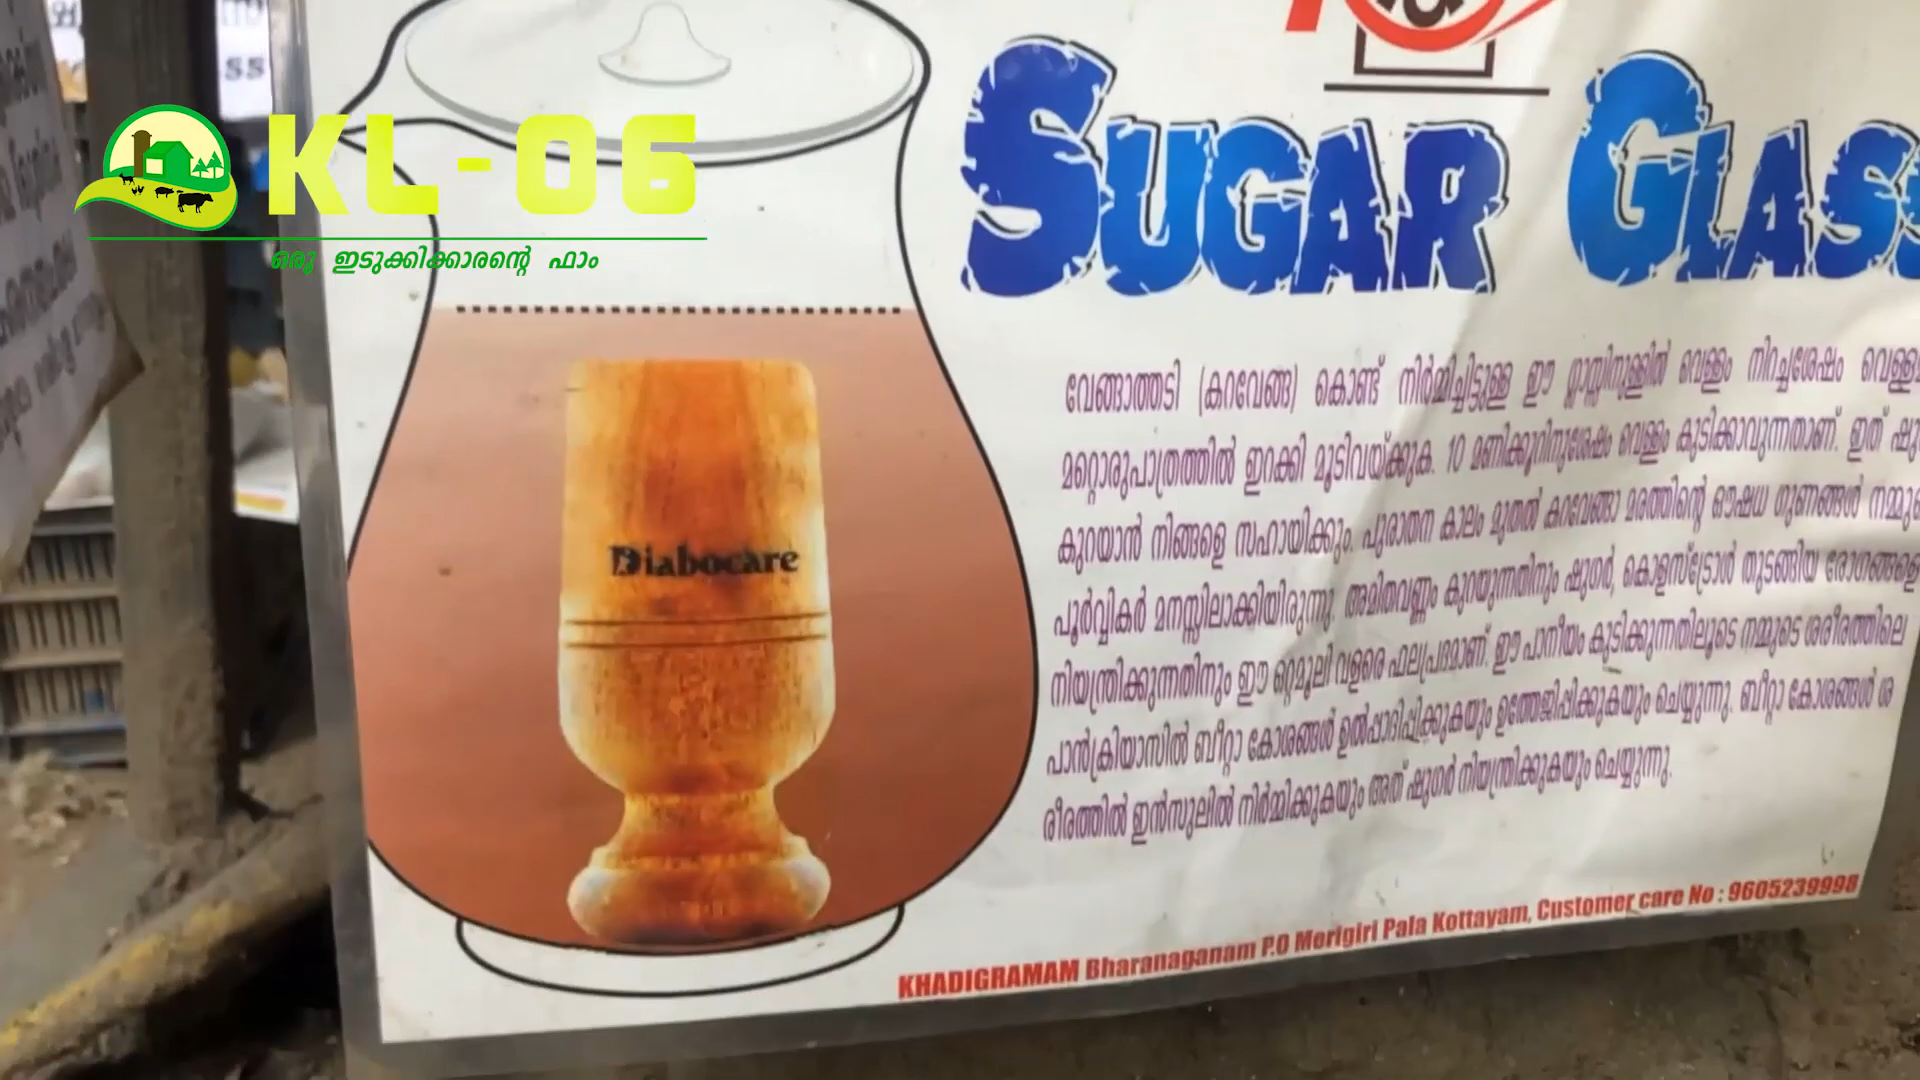 KL-06
ഒരു ഇടുക്കിക്കാരന്റെ ഫാം
SUGAR GLASS
Diabocare
വേങ്ങാത്തടി (കറവേങ്ങ) കൊണ്ട് നിർമ്മിച്ചിട്ടുള്ള ഈ ഗ്ലാസ്സിനുള്ളിൽ വെള്ളം നിറച്ചശേഷം
മറ്റൊരുപാത്രത്തിൽ ഇറക്കി മൂടിവയ്ക്കുക. 10 മണിക്കൂറിനുശേഷം വെള്ളം കുടിക്കാവുന്നതാണ്. ഇത്
കുറയാൻ നിങ്ങളെ സഹായിക്കും. പുരാതന കാലം മുതൽ കറവേങ്ങാ മരത്തിന്റെ ഔഷധ ഗുണങ്ങൾ
പൂർവ്വികർ മനസ്സിലാക്കിയിരുന്നു. അമിതവണ്ണം കുറയുന്നതിനും ഷുഗർ, കൊളസ്ട്രോൾ തുടങ്ങിയ രോഗങ്ങളെ
നിയന്ത്രിക്കുന്നതിനും ഈ ഒറ്റമൂലി വളരെ ഫലപ്രദമാണ്. ഈ പാനീയം കുടിക്കുന്നതിലൂടെ നമ്മുടെ ശരീരത്തിലെ
പാൻക്രിയാസിൽ ബീറ്റാ കോശങ്ങൾ ഉൽപ്പാദിപ്പിക്കുകയും ഉത്തേജിപ്പിക്കുകയും ചെയ്യുന്നു. ബീറ്റാ കോശങ്ങൾ ശ
രീരത്തിൽ ഇൻസുലിൽ നിർമ്മിക്കുകയും അത് ഷുഗർ നിയന്ത്രിക്കുകയും ചെയ്യുന്നു.
KHADIGRAMAM Bharanaganam P.O Merigiri Pala Kottayam, Customer care No : 9605239998